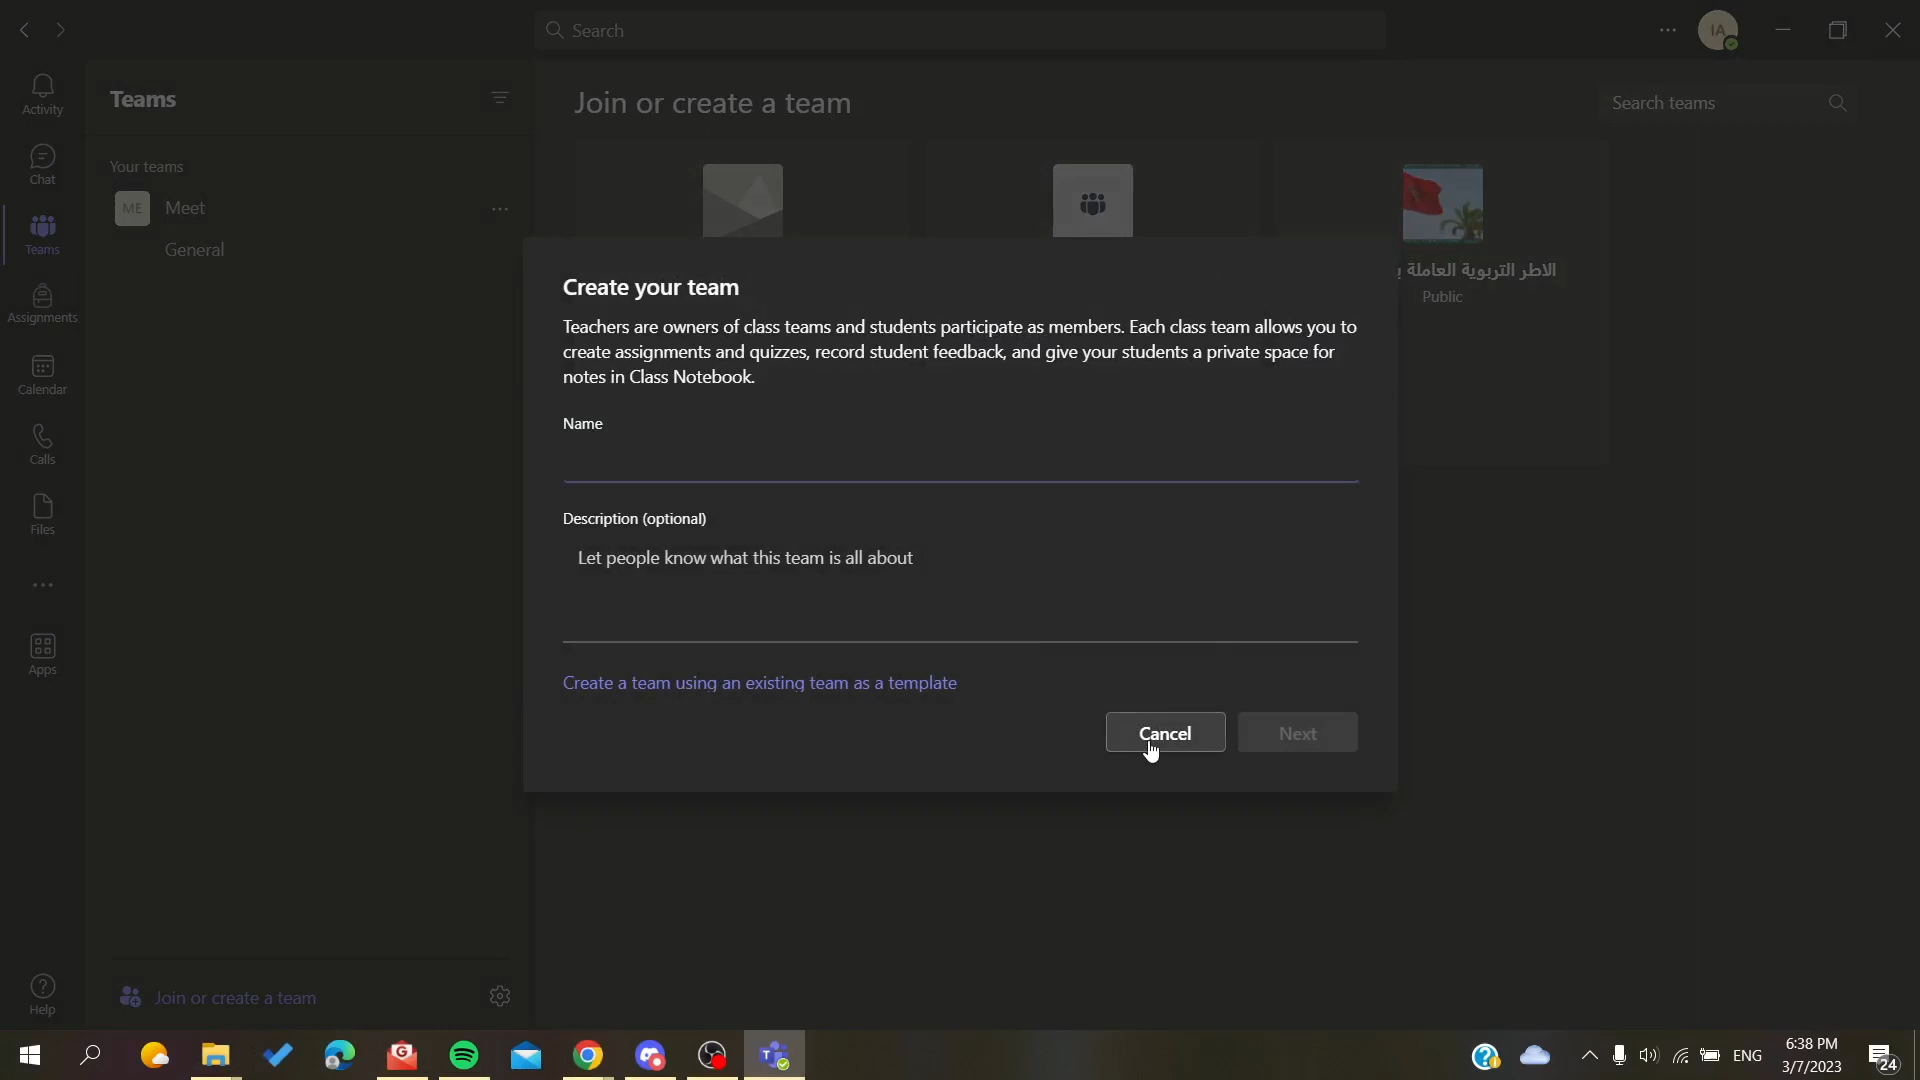 Search
IA
Activity
Chat
Teams
Assignments
Calendar
Calls
Files
Apps
Help
Teams
Your teams
ME Meet
General
Join or create a team
Join or create a team
Search teams
الاطر التربوية العاملة
Public
Create your team
Teachers are owners of class teams and students participate as members. Each class team allows you to
create assignments and quizzes, record student feedback, and give your students a private space for
notes in Class Notebook.
Name
Description (optional)
Let people know what this team is all about
Create a team using an existing team as a template
Cancel
Next
ENG
6:38 PM
3/7/2023
24